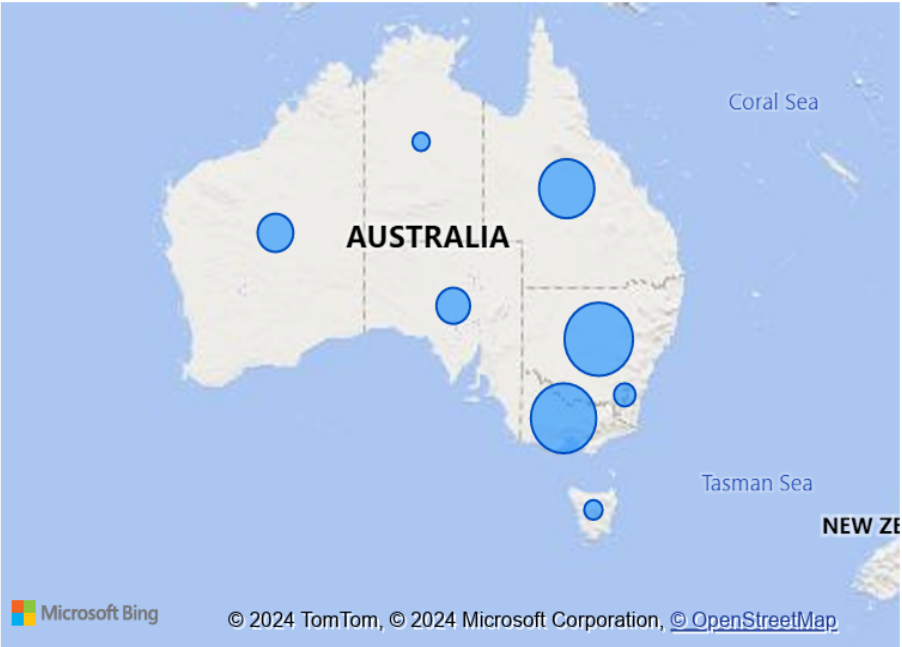 Coral Sea
AUSTRALIA
Tasman Sea
NEW ZE
Microsoft Bing
© 2024 TomTom, © 2024 Microsoft Corporation, © OpenStreetMap